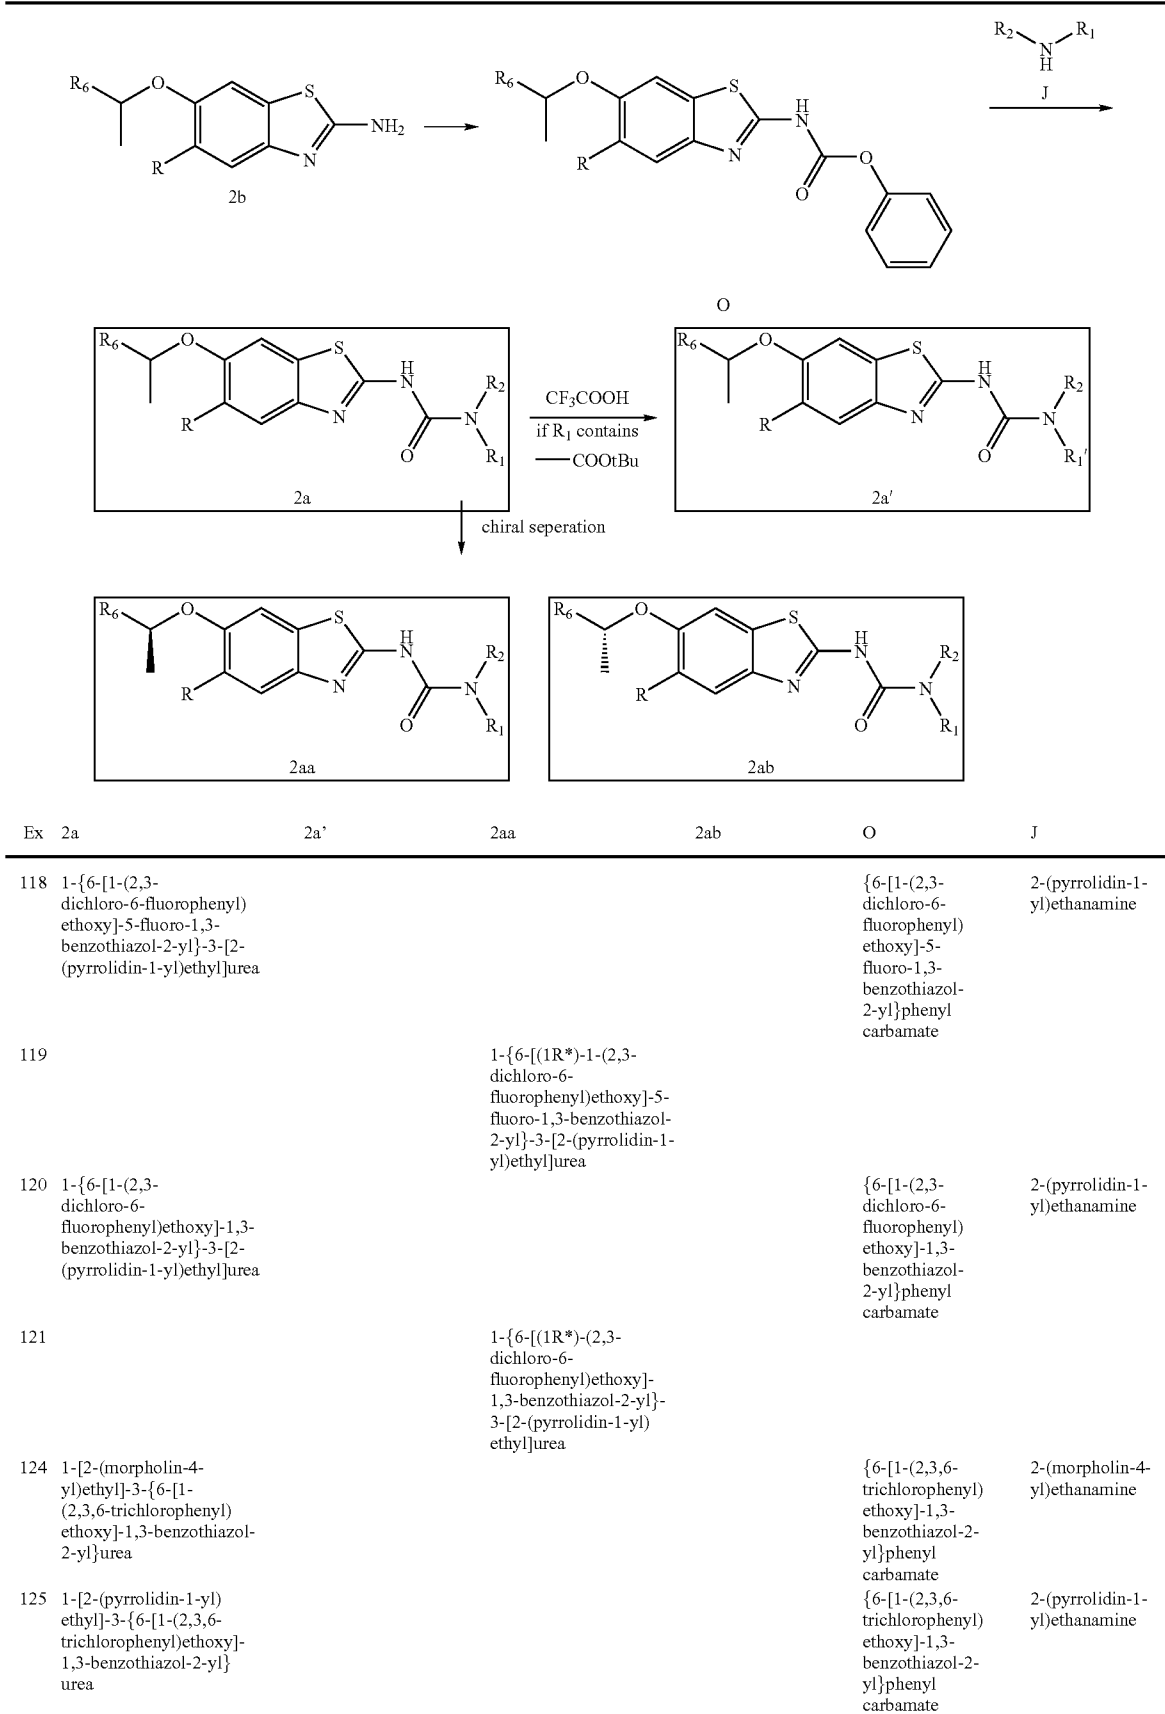 R2 N H R1
J
R6 O S N NH2 R
2b
R6 O S N R H N O O
O
R6 O S N R H N O N R2 R1
2a
CF3COOH
if R1 contains
—COOtBu
R6 O S N R H N O N R2 R1'
2a'
chiral seperation
R6 O S N R H N O N R2 R1
2aa
R6 O S N R H N O N R2 R1
2ab
Ex 2a 2a’ 2aa 2ab O J
118 1-{6-[1-(2,3-
dichloro-6-fluorophenyl)
ethoxy]-5-fluoro-1,3-
benzothiazol-2-yl}-3-[2-
(pyrrolidin-1-yl)ethyl]urea
{6-[1-(2,3-
dichloro-6-
fluorophenyl)
ethoxy]-5-
fluoro-1,3-
benzothiazol-
2-yl}phenyl
carbamate
2-(pyrrolidin-1-
yl)ethanamine
119 1-{6-[(1R*)-1-(2,3-
dichloro-6-
fluorophenyl)ethoxy]-5-
fluoro-1,3-benzothiazol-
2-yl}-3-[2-(pyrrolidin-1-
yl)ethyl]urea
120 1-{6-[1-(2,3-
dichloro-6-
fluorophenyl)ethoxy]-1,3-
benzothiazol-2-yl}-3-[2-
(pyrrolidin-1-yl)ethyl]urea
{6-[1-(2,3-
dichloro-6-
fluorophenyl)
ethoxy]-1,3-
benzothiazol-
2-yl}phenyl
carbamate
2-(pyrrolidin-1-
yl)ethanamine
121 1-{6-[(1R*)-(2,3-
dichloro-6-
fluorophenyl)ethoxy]-
1,3-benzothiazol-2-yl}-
3-[2-(pyrrolidin-1-yl)
ethyl]urea
124 1-[2-(morpholin-4-
yl)ethyl]-3-{6-[1-
(2,3,6-trichlorophenyl)
ethoxy]-1,3-benzothiazol-
2-yl}urea
{6-[1-(2,3,6-
trichlorophenyl)
ethoxy]-1,3-
benzothiazol-2-
yl}phenyl
carbamate
2-(morpholin-4-
yl)ethanamine
125 1-[2-(pyrrolidin-1-yl)
ethyl]-3-{6-[1-(2,3,6-
trichlorophenyl)ethoxy]-
1,3-benzothiazol-2-yl}
urea
{6-[1-(2,3,6-
trichlorophenyl)
ethoxy]-1,3-
benzothiazol-2-
yl}phenyl
carbamate
2-(pyrrolidin-1-
yl)ethanamine